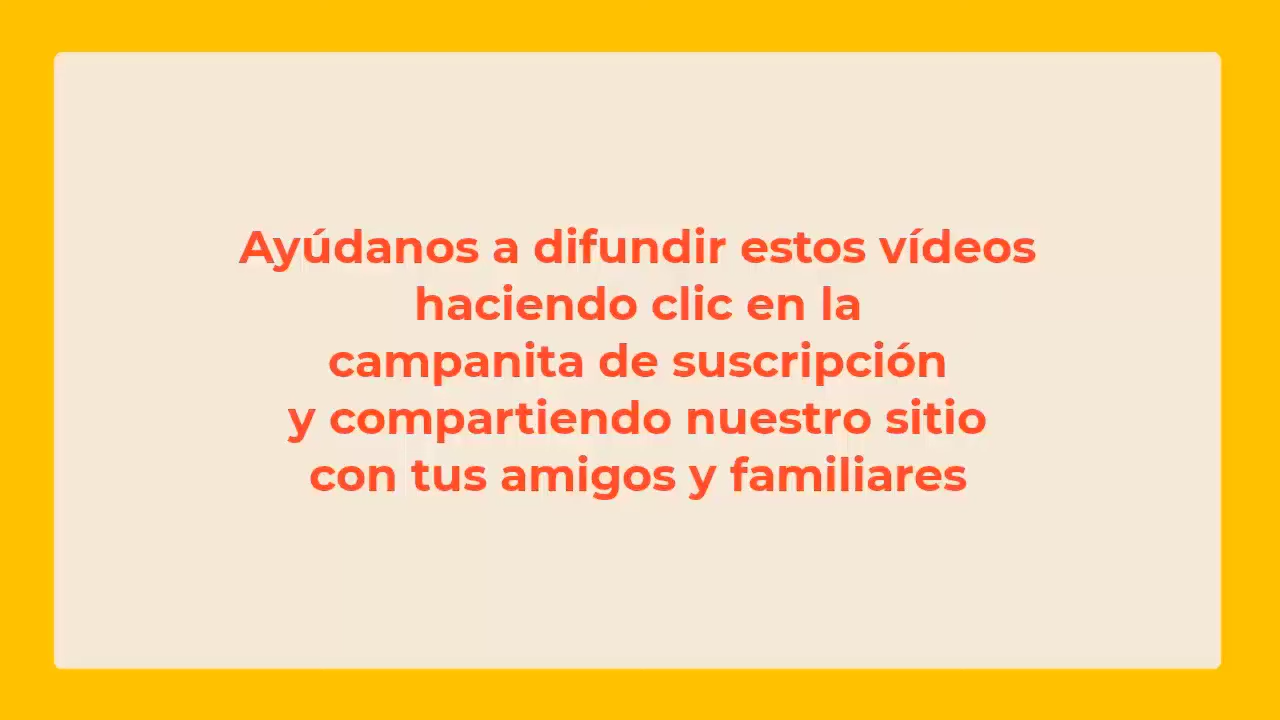 Ayúdanos a difundir estos vídeos
haciendo clic en la
campanita de suscripción
y compartiendo nuestro sitio
con tus amigos y familiares